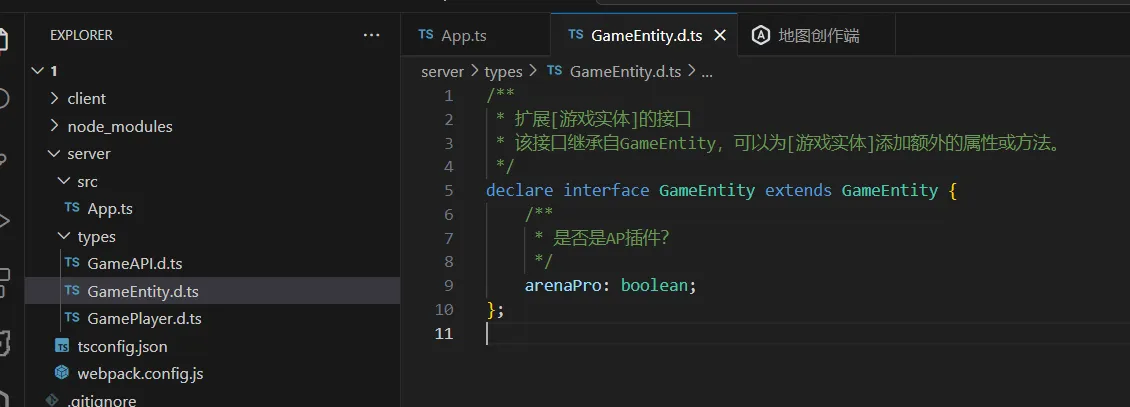 EXPLORER
...
1
client
node_modules
server
src
TS App.ts
types
TS GameAPI.d.ts
TS GameEntity.d.ts
TS GamePlayer.d.ts
TS tsconfig.json
webpack.config.js
.gitignore
TS App.ts
TS GameEntity.d.ts
地图创作端
server > types > TS GameEntity.d.ts > ...
1 /**
2 * 扩展[游戏实体]的接口
3 * 该接口继承自GameEntity，可以为[游戏实体]添加额外的属性或方法。
4 */
5 declare interface GameEntity extends GameEntity {
6 /**
7 * 是否是AP插件？
8 */
9 arenaPro: boolean;
10 };
11